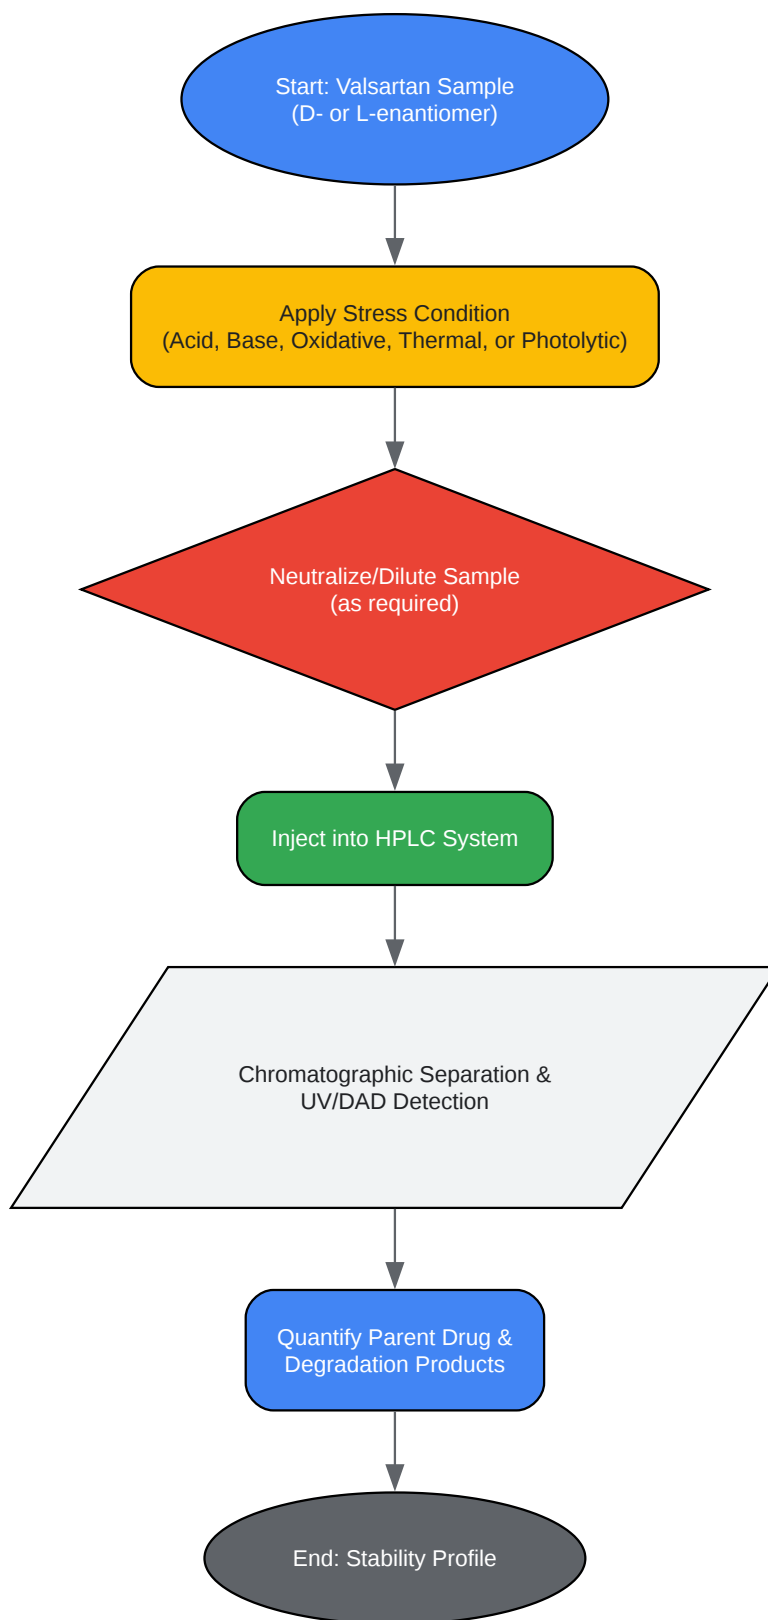 Start: Valsartan Sample
(D- or L-enantiomer)
Apply Stress Condition
(Acid, Base, Oxidative, Thermal, or Photolytic)
Neutralize/Dilute Sample
(as required)
Inject into HPLC System
Chromatographic Separation &
UV/DAD Detection
Quantify Parent Drug &
Degradation Products
End: Stability Profile